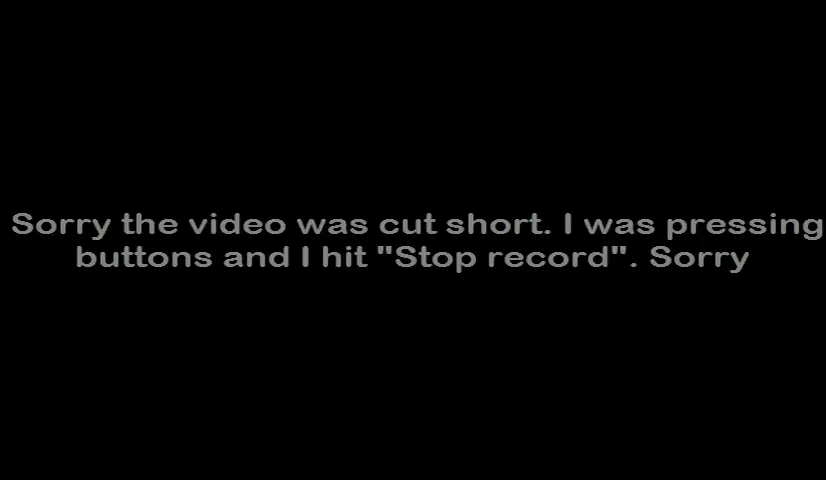 Sorry the video was cut short. I was pressing
buttons and I hit "Stop record". Sorry